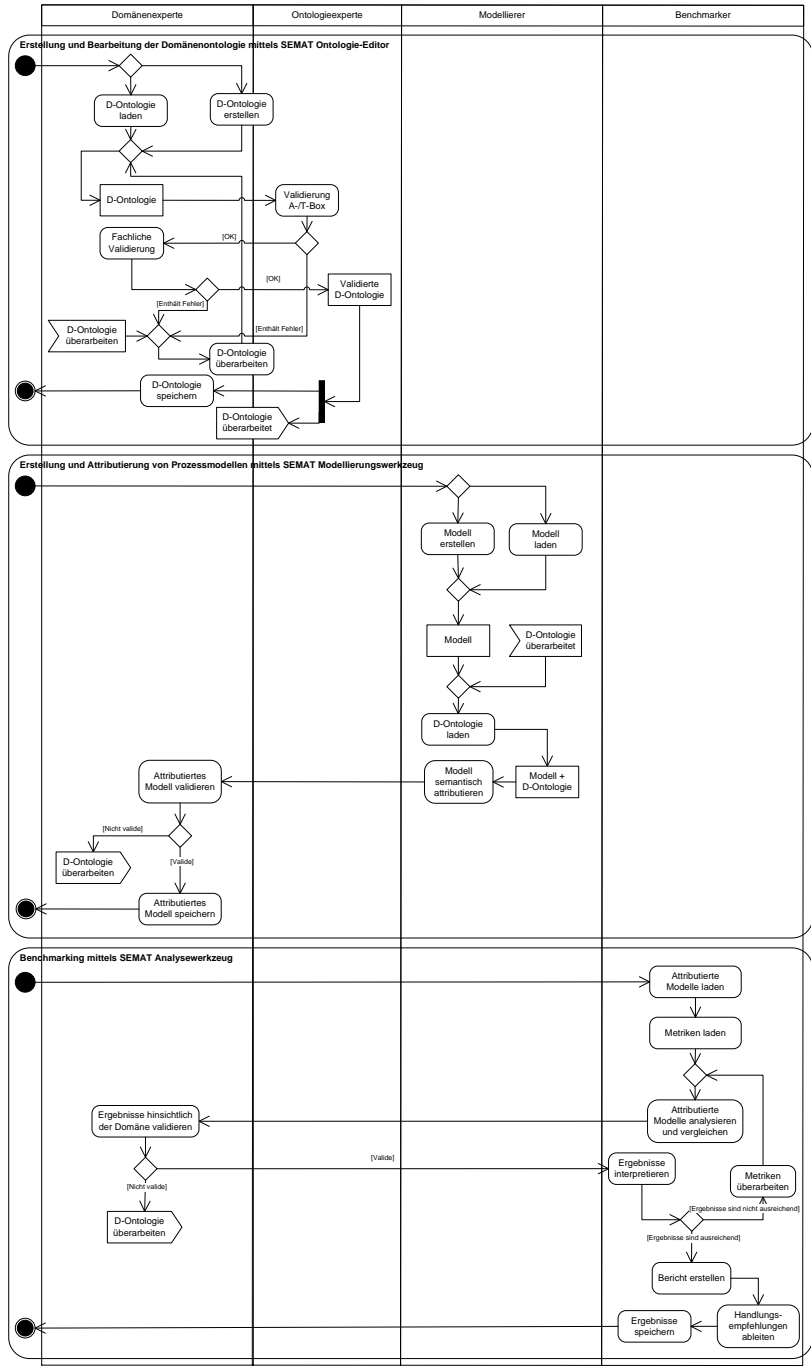 Domänenexperte
Ontologieexperte
Modellierer
Benchmarker
Erstellung und Bearbeitung der Domänenontologie mittels SEMAT Ontologie-Editor
D-Ontologie
laden
D-Ontologie
erstellen
D-Ontologie
Validierung
A-/T-Box
Fachliche
Validierung
[OK]
[OK]
Validierte
D-Ontologie
[Enthält Fehler]
[Enthält Fehler]
D-Ontologie
überarbeiten
D-Ontologie
überarbeiten
D-Ontologie
speichern
D-Ontologie
überarbeitet
Erstellung und Attributierung von Prozessmodellen mittels SEMAT Modellierungswerkzeug
Modell
erstellen
Modell
laden
Modell
D-Ontologie
überarbeitet
D-Ontologie
laden
Attributiertes
Modell validieren
Modell
semantisch
attributieren
Modell +
D-Ontologie
[Nicht valide]
D-Ontologie
überarbeiten
[Valide]
Attributiertes
Modell speichern
Benchmarking mittels SEMAT Analysewerkzeug
Attributierte
Modelle laden
Metriken laden
Ergebnisse hinsichtlich
der Domäne validieren
Attributierte
Modelle analysieren
und vergleichen
[Valide]
Ergebnisse
interpretieren
Metriken
überarbeiten
[Nicht valide]
D-Ontologie
überarbeiten
[Ergebnisse sind nicht ausreichend]
[Ergebnisse sind ausreichend]
Bericht erstellen
Ergebnisse
speichern
Handlungs-
empfehlungen
ableiten